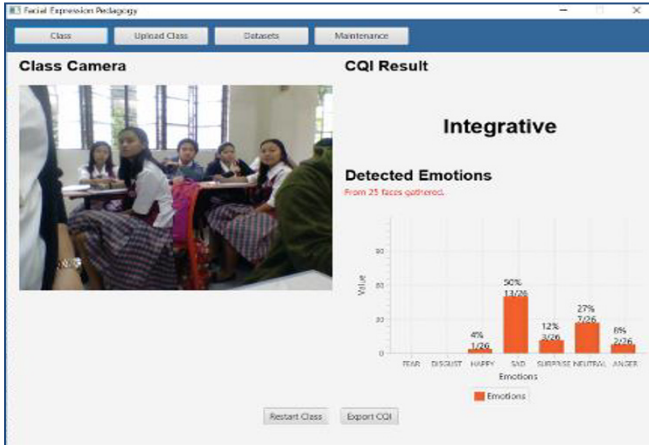 Facial Expression Pedagogy
Class Upload Class Datasets Maintenance
Class Camera
CQI Result
Integrative
Detected Emotions
From 25 faces gathered.
Value
0
50%
13/26
27%
7/26
12%
3/26
8%
2/26
4%
1/26
FEAR DISGUST HAPPY SAD SURPRISE NEUTRAL ANGER
Emotions
Emotions
Restart Class Export CQI